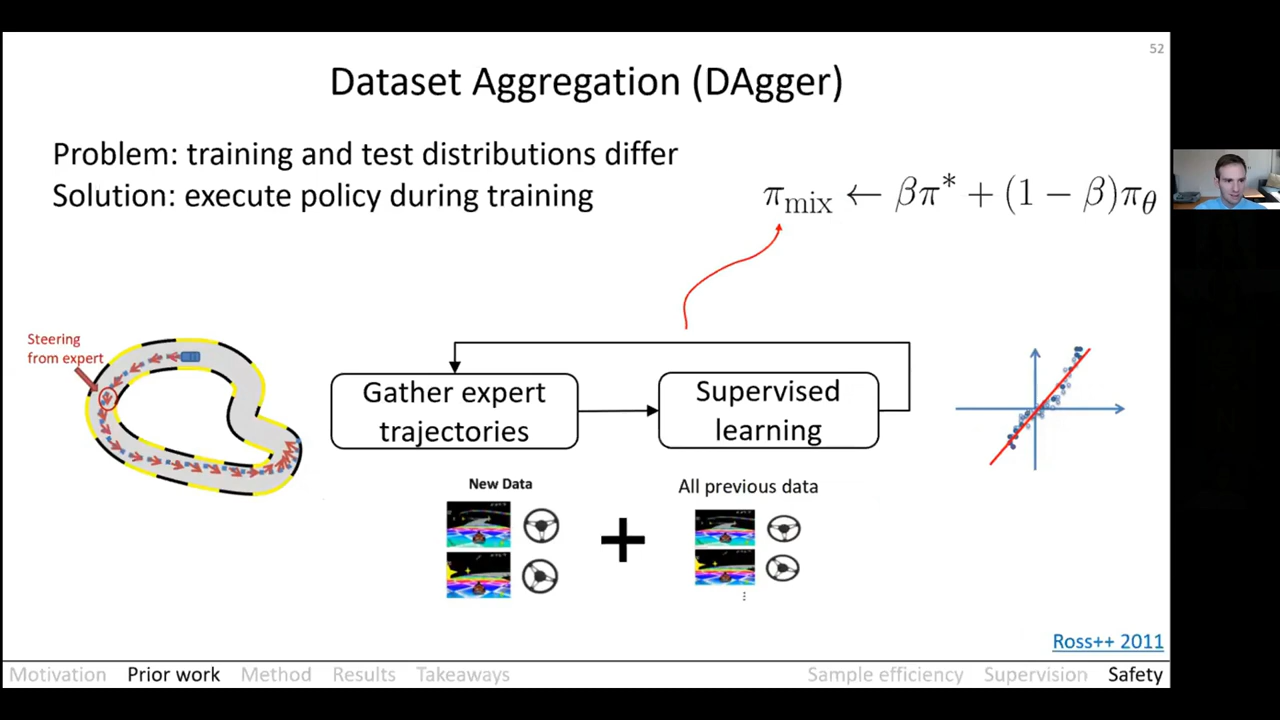 52
Dataset Aggregation (DAgger)
Problem: training and test distributions differ
Solution: execute policy during training
π_mix ← βπ* + (1 − β)π_θ
Steering
from expert
Gather expert
trajectories
Supervised
learning
New Data
All previous data
+
⋮
Ross++ 2011
Motivation Prior work Method Results Takeaways Sample efficiency Supervision Safety